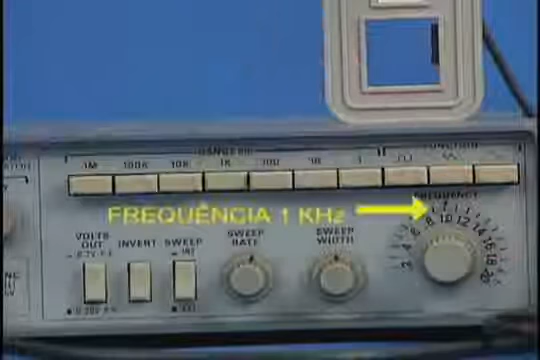 1M 100K 10K 1K 100 10 1
FREQUENCY
FREQUÊNCIA 1 KHz
VOLTS OUT
INVERT
SWEEP
SWEEP RATE
SWEEP WIDTH
2 4 6 8 10 12 14 16 18 20